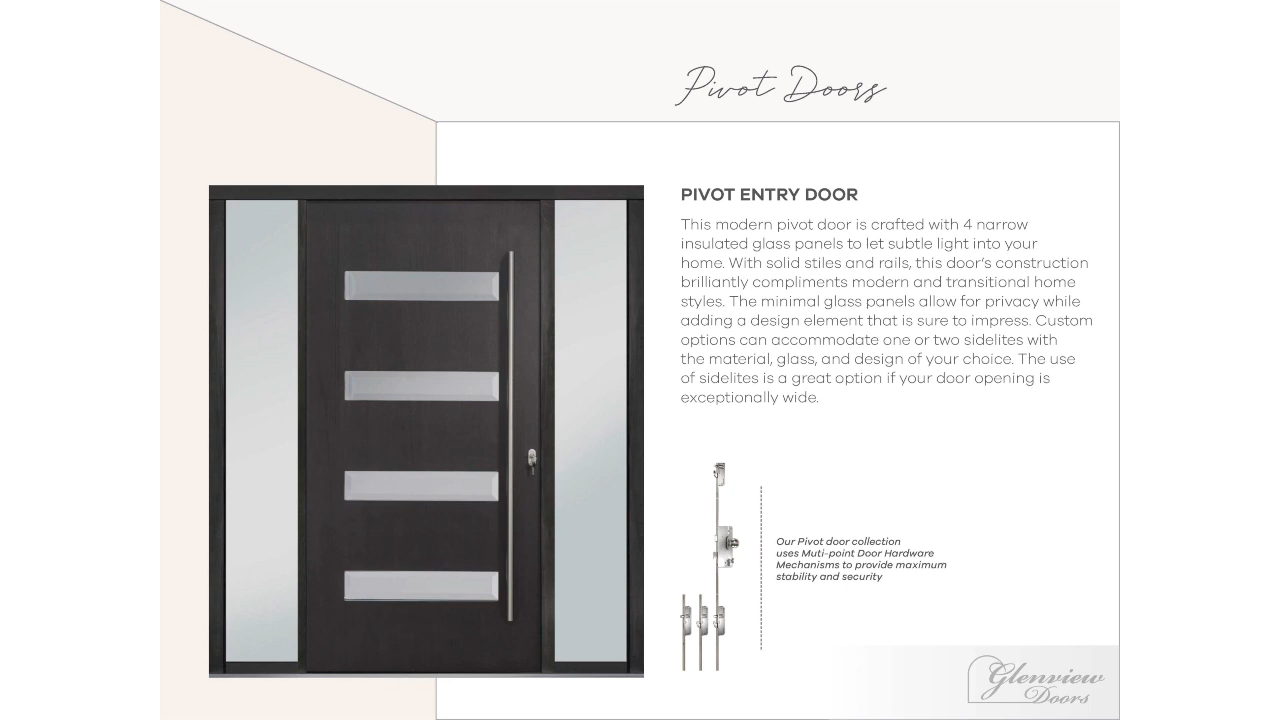 Pivot Doors
PIVOT ENTRY DOOR
This modern pivot door is crafted with 4 narrow
insulated glass panels to let subtle light into your
home. With solid stiles and rails, this door's construction
brilliantly compliments modern and transitional home
styles. The minimal glass panels allow for privacy while
adding a design element that is sure to impress. Custom
options can accommodate one or two sidelites with
the material, glass, and design of your choice. The use
of sidelites is a great option if your door opening is
exceptionally wide.
Our Pivot door collection
uses Muti-point Door Hardware
Mechanisms to provide maximum
stability and security
Glenview
Doors